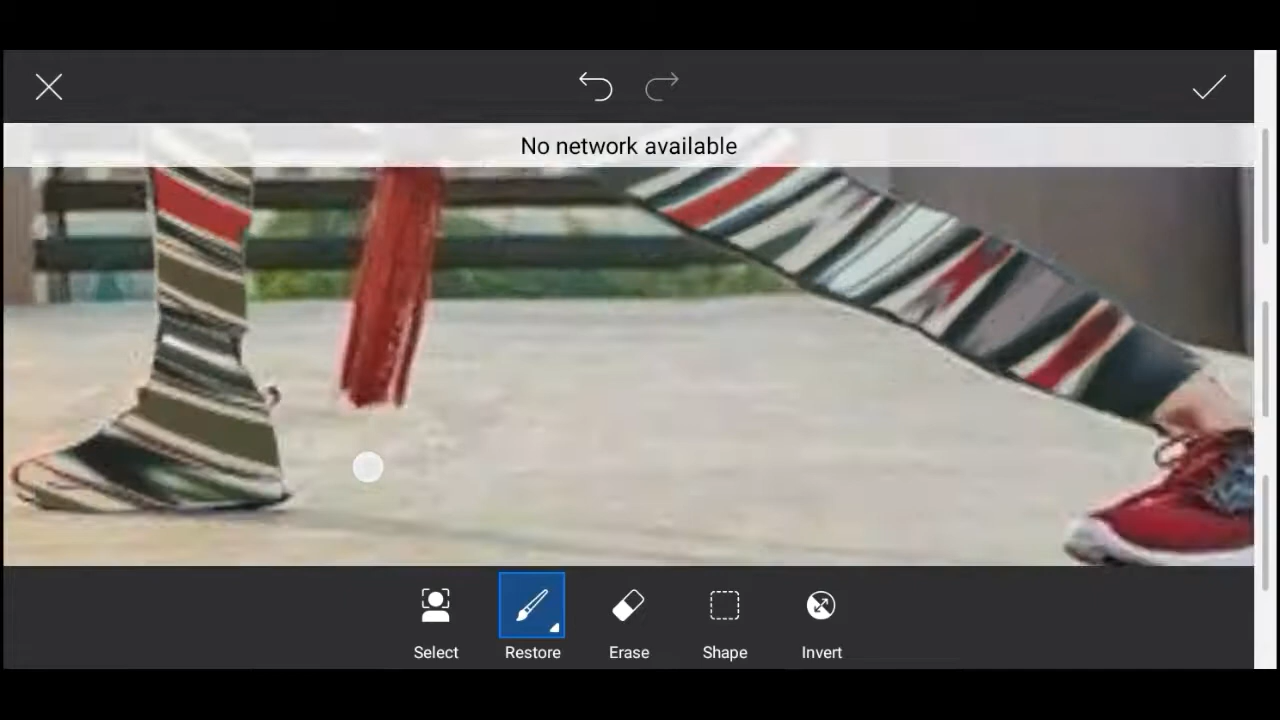 No network available
Select
Restore
Erase
Shape
Invert